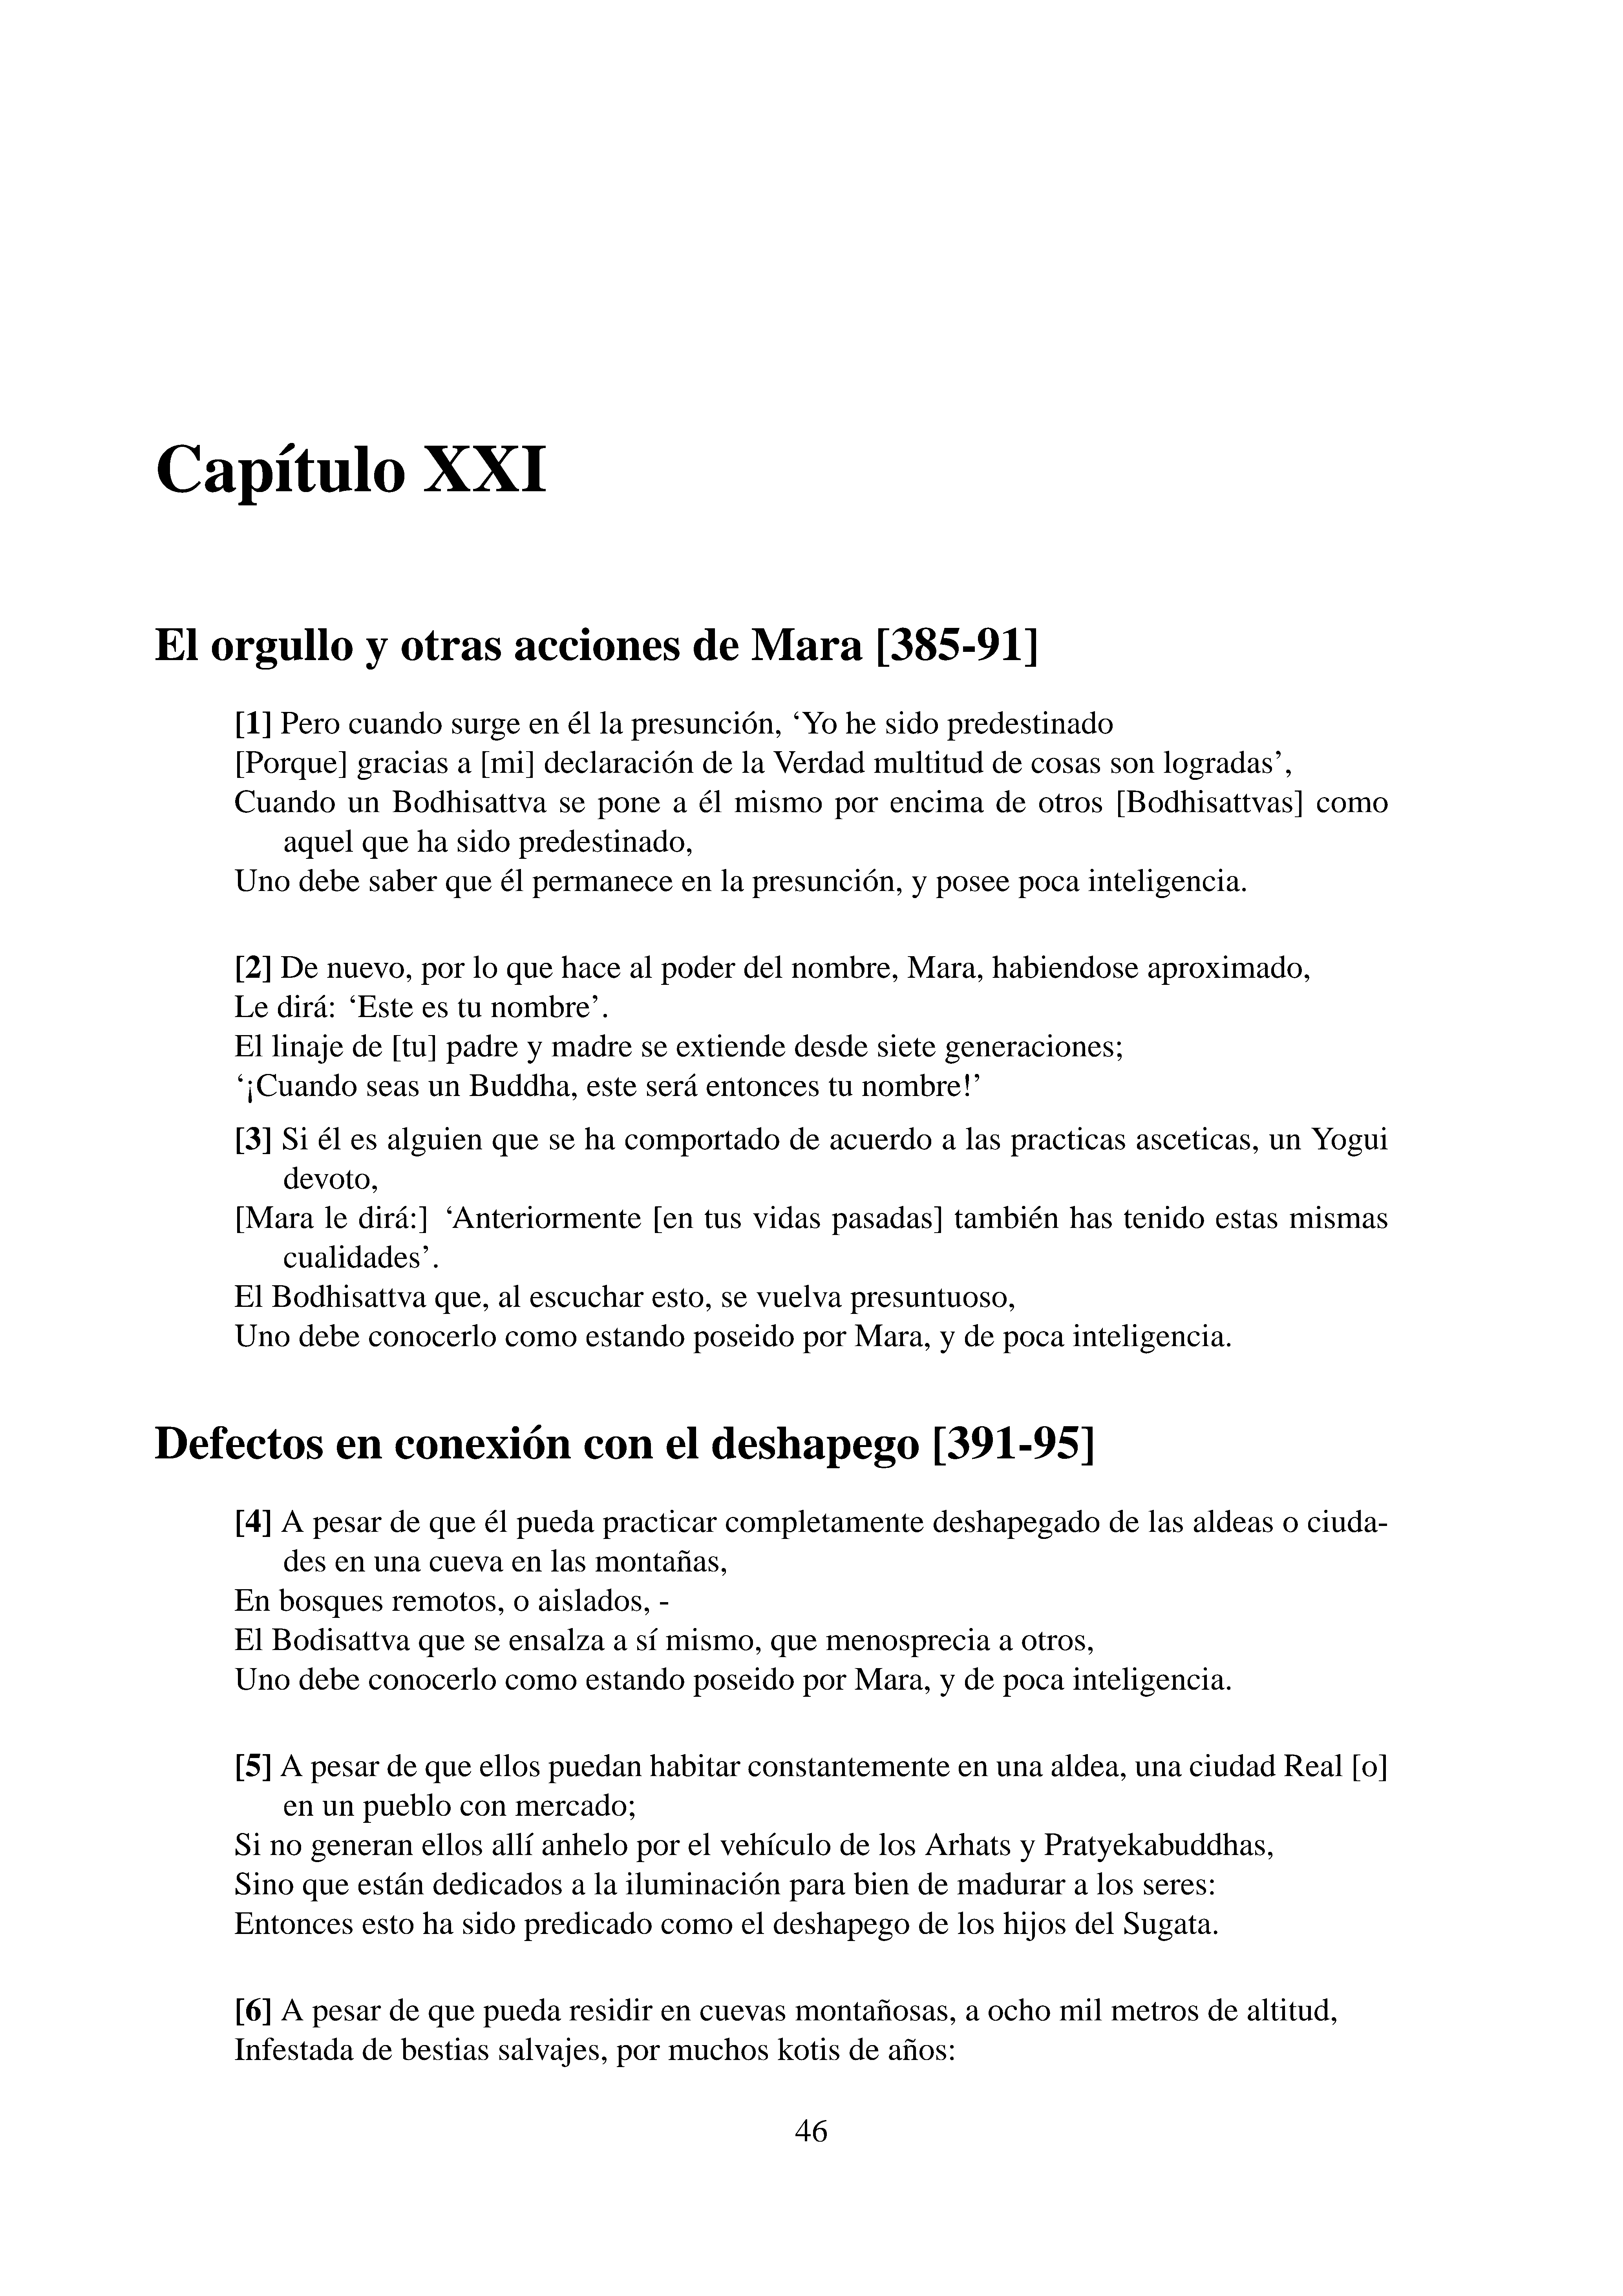 Capítulo XXI
El orgullo y otras acciones de Mara [385-91]
[1] Pero cuando surge en él la presunción, ‘Yo he sido predestinado
[Porque] gracias a [mi] declaración de la Verdad multitud de cosas son logradas’,
Cuando un Bodhisattva se pone a él mismo por encima de otros [Bodhisattvas] como
aquel que ha sido predestinado,
Uno debe saber que él permanece en la presunción, y posee poca inteligencia.
[2] De nuevo, por lo que hace al poder del nombre, Mara, habiendose aproximado,
Le dirá: ‘Este es tu nombre’.
El linaje de [tu] padre y madre se extiende desde siete generaciones;
‘¡Cuando seas un Buddha, este será entonces tu nombre!’
[3] Si él es alguien que se ha comportado de acuerdo a las practicas asceticas, un Yogui
devoto,
[Mara le dirá:] ‘Anteriormente [en tus vidas pasadas] también has tenido estas mismas
cualidades’.
El Bodhisattva que, al escuchar esto, se vuelva presuntuoso,
Uno debe conocerlo como estando poseido por Mara, y de poca inteligencia.
Defectos en conexión con el deshapego [391-95]
[4] A pesar de que él pueda practicar completamente deshapegado de las aldeas o ciuda-
des en una cueva en las montañas,
En bosques remotos, o aislados, -
El Bodisattva que se ensalza a sí mismo, que menosprecia a otros,
Uno debe conocerlo como estando poseido por Mara, y de poca inteligencia.
[5] A pesar de que ellos puedan habitar constantemente en una aldea, una ciudad Real [o]
en un pueblo con mercado;
Si no generan ellos allí anhelo por el vehículo de los Arhats y Pratyekabuddhas,
Sino que están dedicados a la iluminación para bien de madurar a los seres:
Entonces esto ha sido predicado como el deshapego de los hijos del Sugata.
[6] A pesar de que pueda residir en cuevas montañosas, a ocho mil metros de altitud,
Infestada de bestias salvajes, por muchos kotis de años:
46